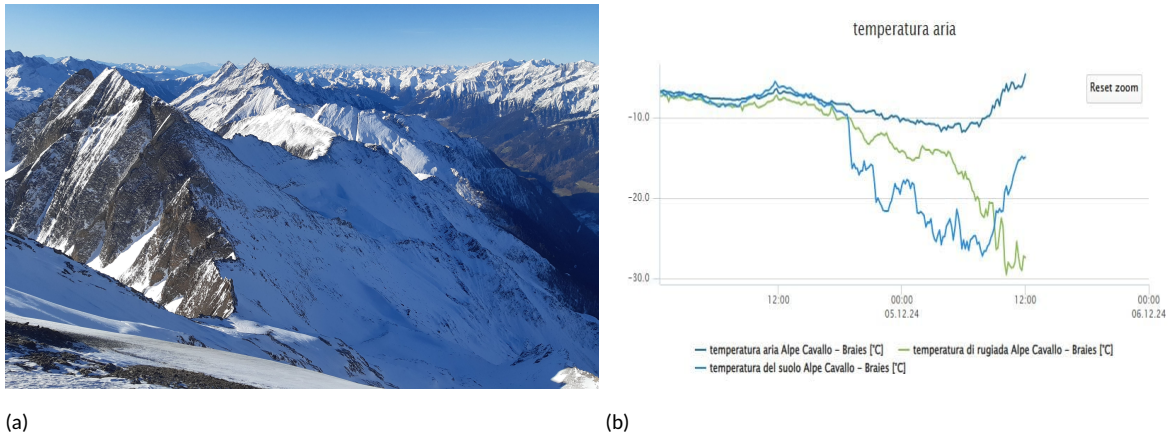 temperatura aria
Reset zoom
-10.0
-20.0
-30.0
12:00
00:00
05.12.24
12:00
00:00
06.12.24
temperatura aria Alpe Cavallo - Braies [°C]
temperatura di rugiada Alpe Cavallo - Braies [°C]
temperatura del suolo Alpe Cavallo - Braies [°C]
(a)
(b)